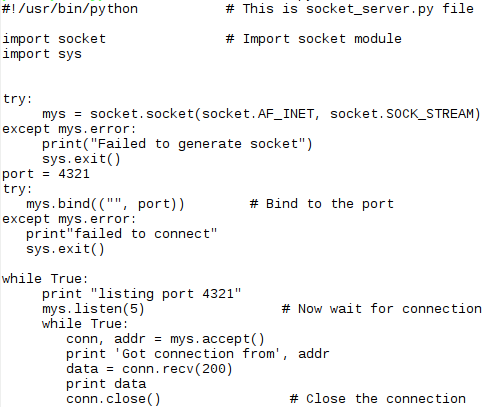 #!/usr/bin/python           # This is socket_server.py file
import socket               # Import socket module
import sys
try:
     mys = socket.socket(socket.AF_INET, socket.SOCK_STREAM)
except mys.error:
     print("Failed to generate socket")
     sys.exit()
port = 4321
try:
   mys.bind(("", port))        # Bind to the port
except mys.error:
   print"failed to connect"
   sys.exit()
while True:
     print "listing port 4321"
     mys.listen(5)                 # Now wait for connection
     while True:
        conn, addr = mys.accept()
        print 'Got connection from', addr
        data = conn.recv(200)
        print data
        conn.close()                # Close the connection